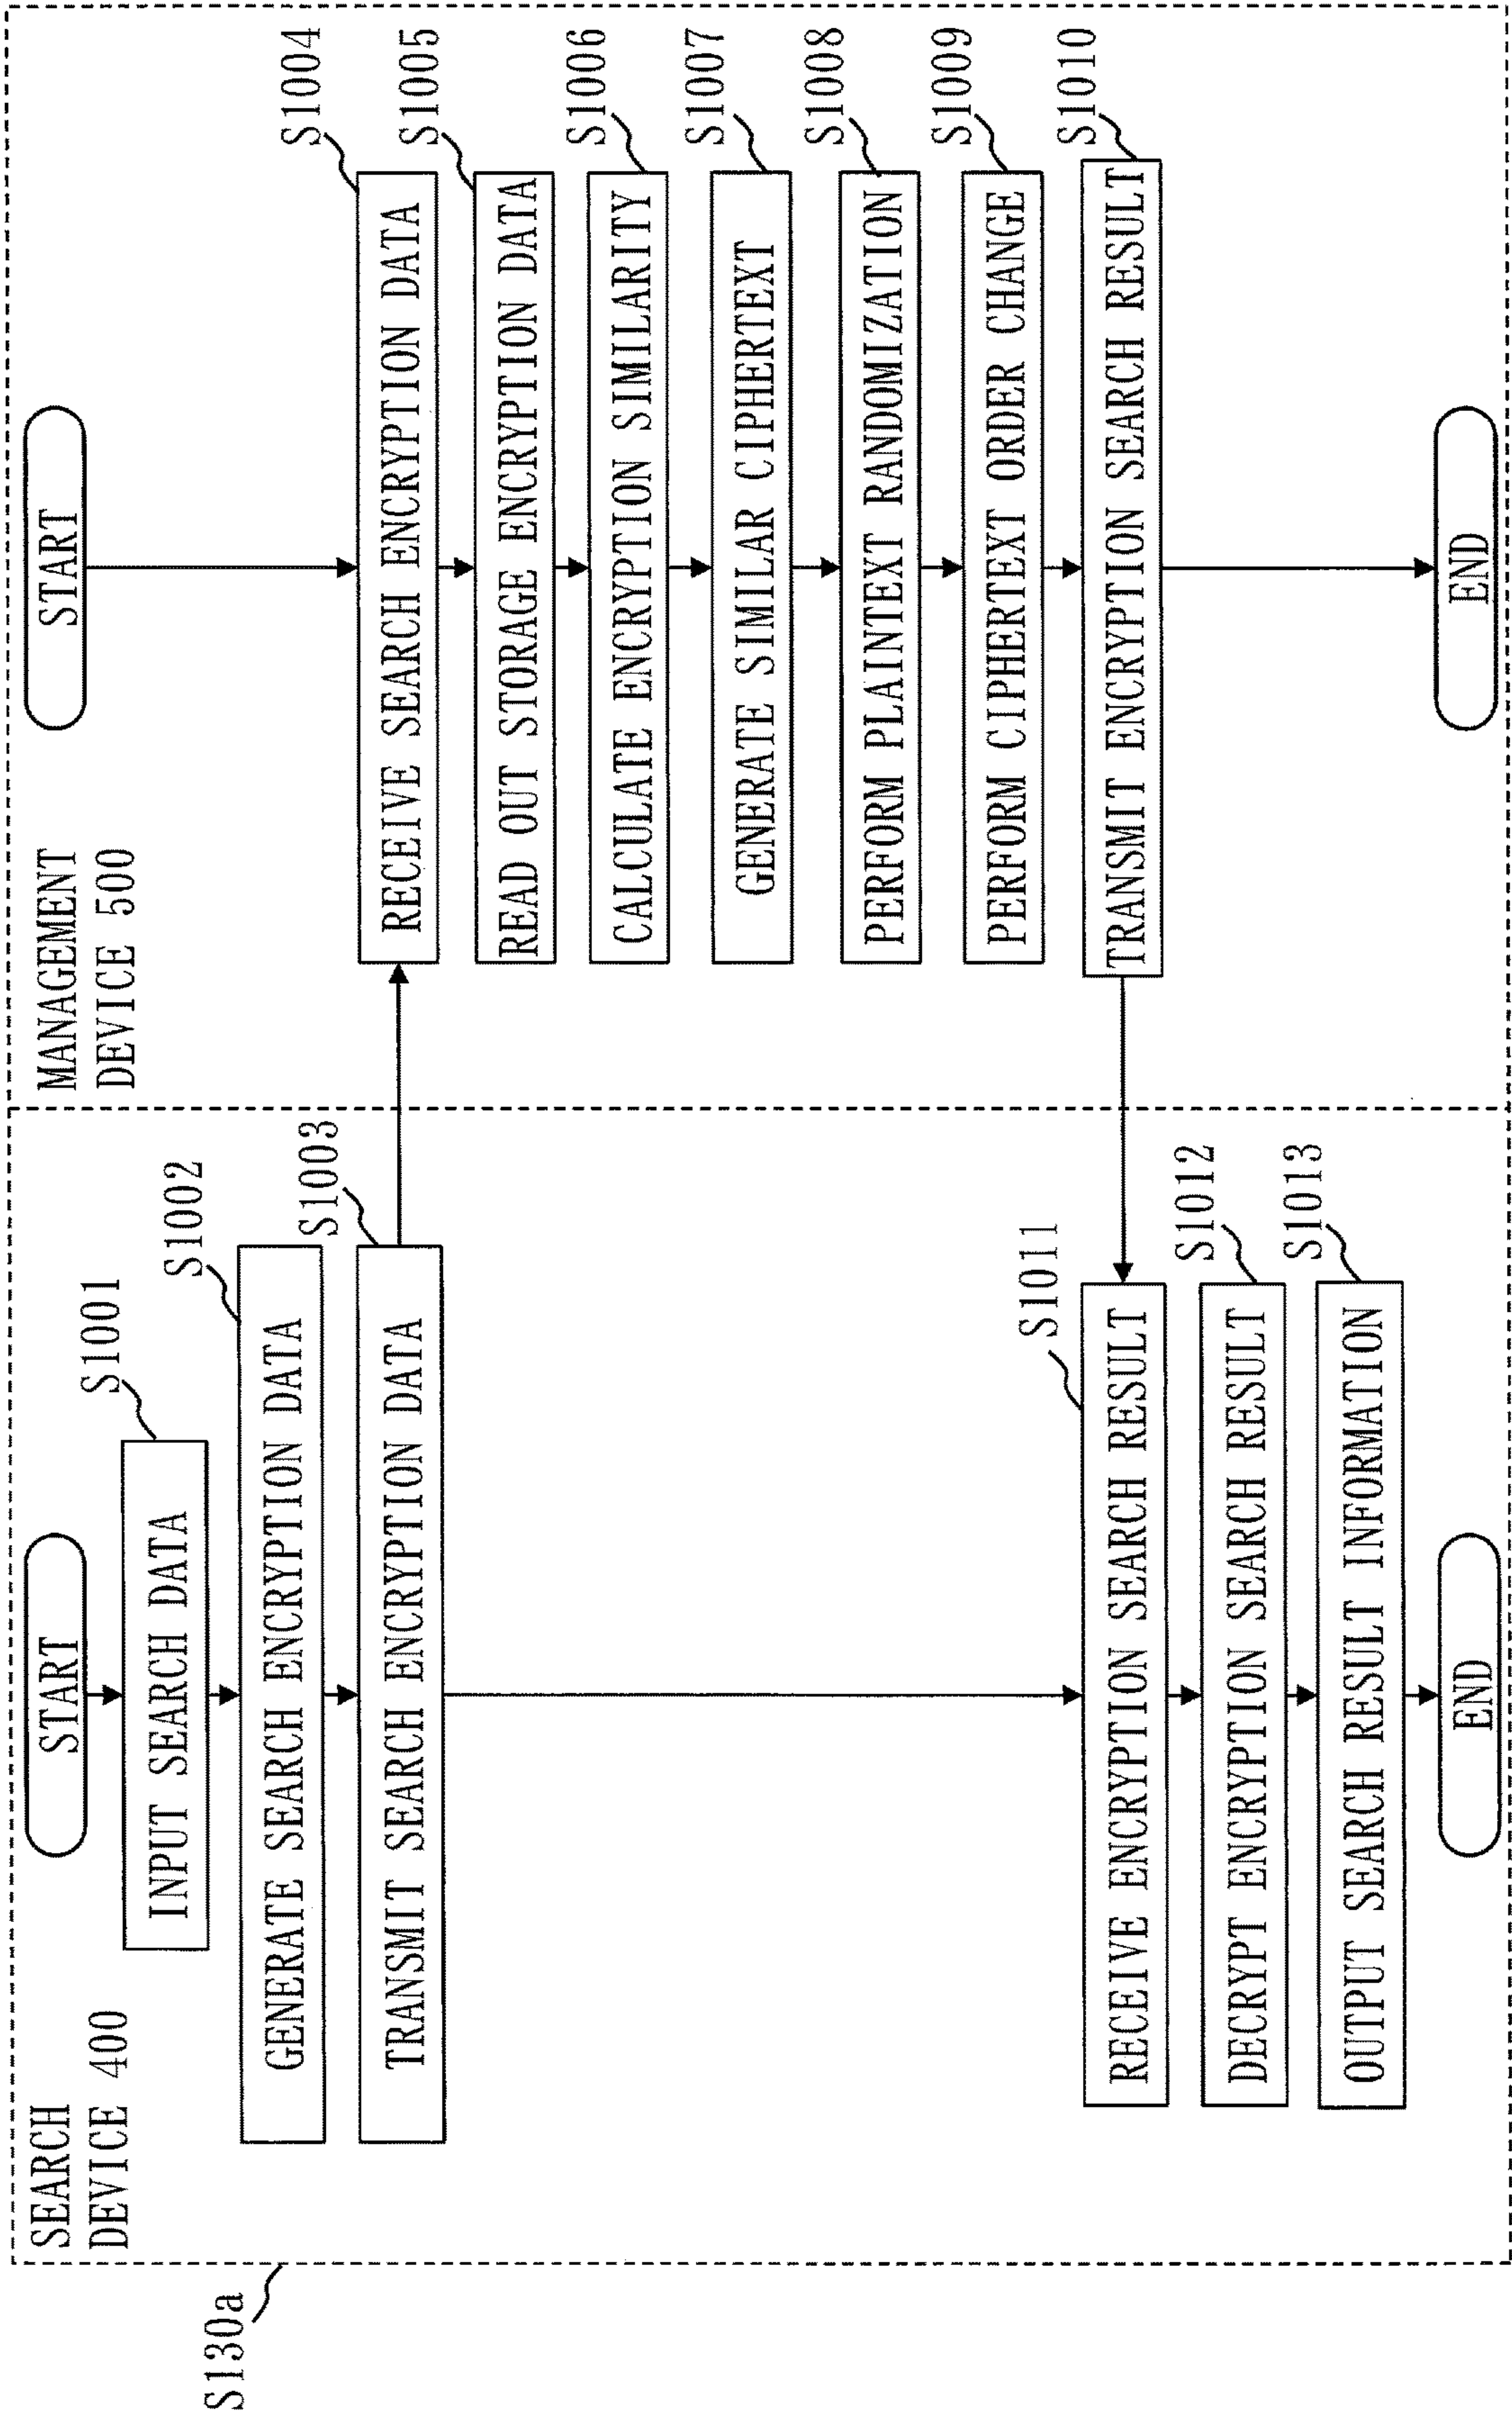 S130a
SEARCH
DEVICE 400
START
S1001
INPUT SEARCH DATA
S1002
GENERATE SEARCH ENCRYPTION DATA
S1003
TRANSMIT SEARCH ENCRYPTION DATA
S1011
RECEIVE ENCRYPTION SEARCH RESULT
S1012
DECRYPT ENCRYPTION SEARCH RESULT
S1013
OUTPUT SEARCH RESULT INFORMATION
END
MANAGEMENT
DEVICE 500
START
S1004
RECEIVE SEARCH ENCRYPTION DATA
S1005
READ OUT STORAGE ENCRYPTION DATA
S1006
CALCULATE ENCRYPTION SIMILARITY
S1007
GENERATE SIMILAR CIPHERTEXT
S1008
PERFORM PLAINTEXT RANDOMIZATION
S1009
PERFORM CIPHERTEXT ORDER CHANGE
S1010
TRANSMIT ENCRYPTION SEARCH RESULT
END